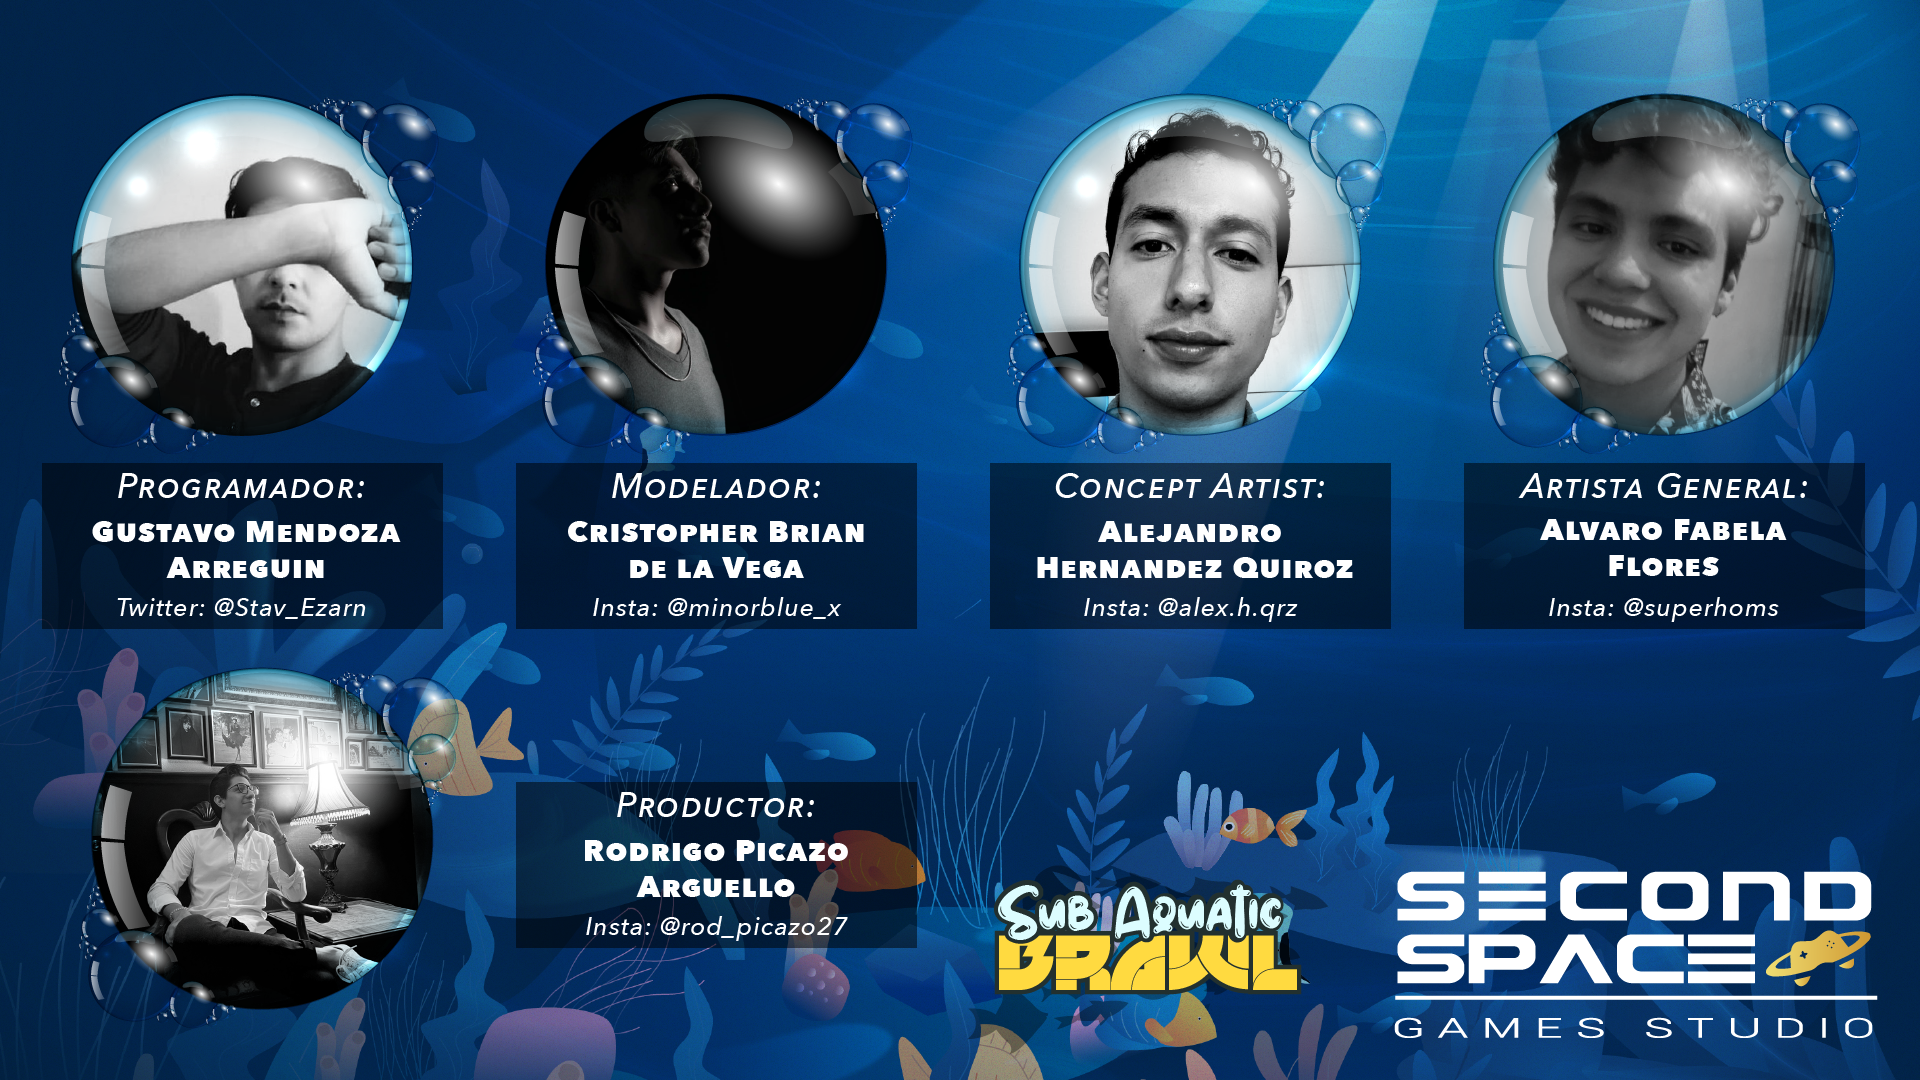 Programador:
Gustavo Mendoza
Arreguin
Twitter: @Stav_Ezarn
Modelador:
Cristopher Brian
de la Vega
Insta: @minorblue_x
Concept Artist:
Alejandro
Hernandez Quiroz
Insta: @alex.h.qrz
Artista General:
Alvaro Fabela
Flores
Insta: @superhoms
Productor:
Rodrigo Picazo
Arguello
Insta: @rod_picazo27
Sub Aquatic
BRAWL
SECOND
SPACE
GAMES STUDIO